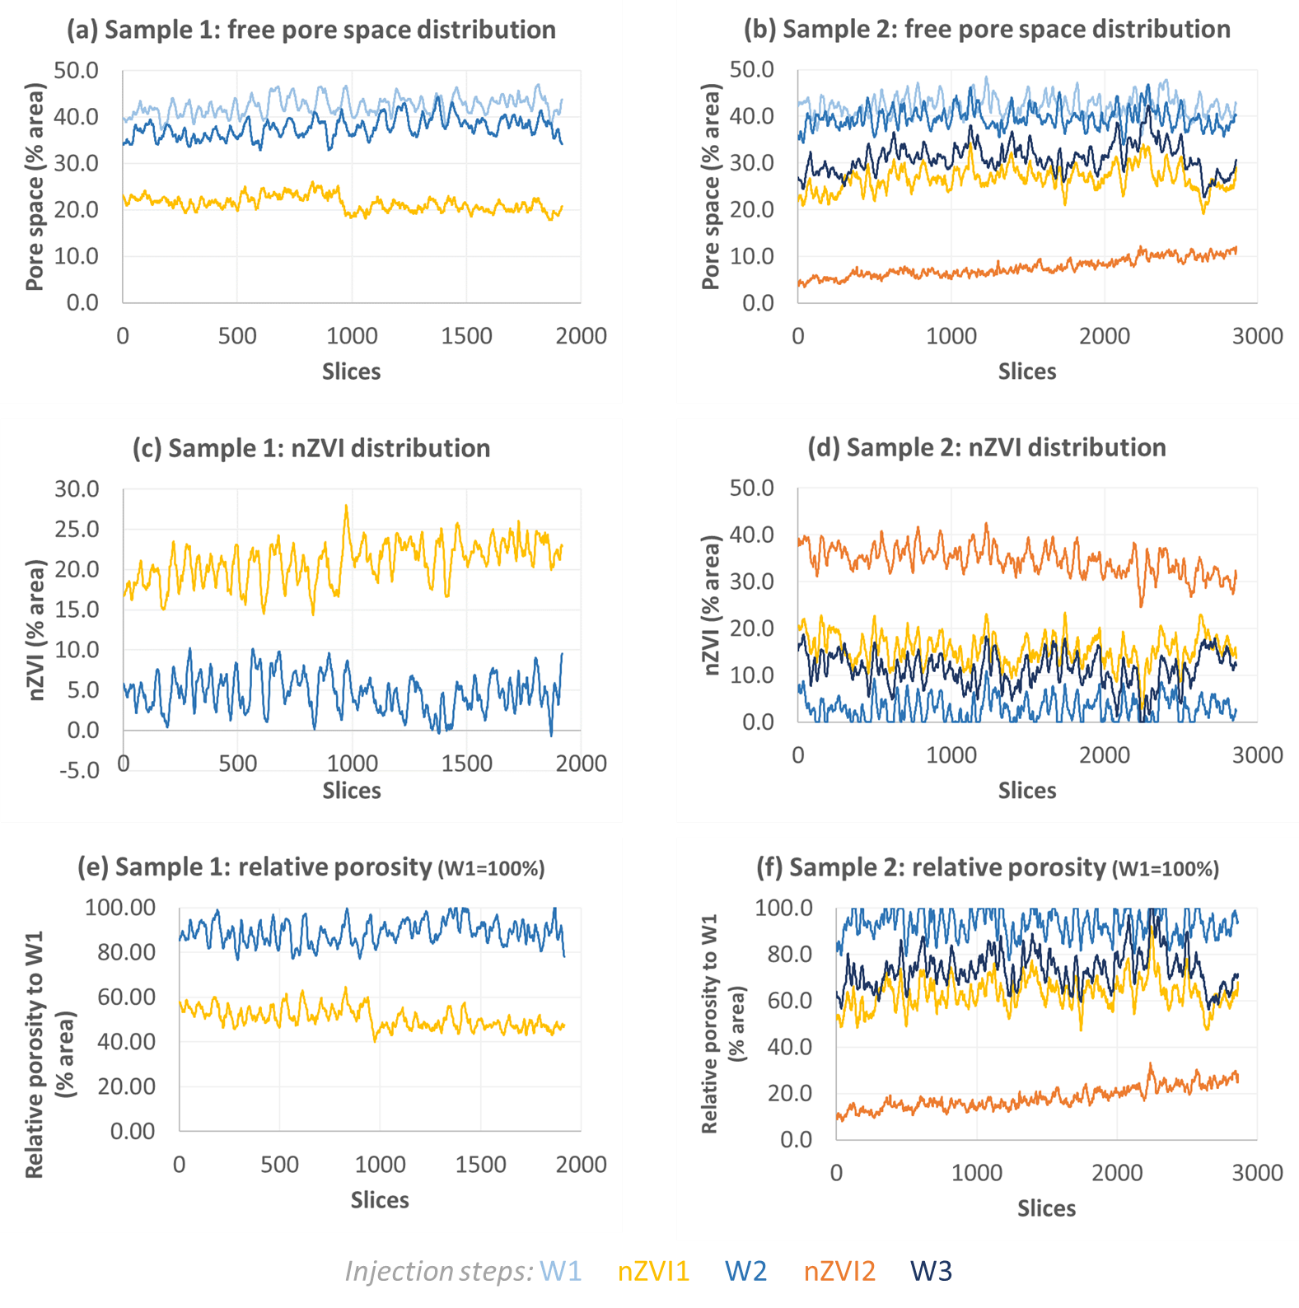 (a) Sample 1: free pore space distribution
50.0
40.0
30.0
20.0
10.0
0.0
Pore space (% area)
0 500 1000 1500 2000
Slices
(b) Sample 2: free pore space distribution
50.0
40.0
30.0
20.0
10.0
0.0
Pore space (% area)
0 1000 2000 3000
Slices
(c) Sample 1: nZVI distribution
30.0
25.0
20.0
15.0
10.0
5.0
0.0
-5.0
nZVI (% area)
0 500 1000 1500 2000
Slices
(d) Sample 2: nZVI distribution
50.0
40.0
30.0
20.0
10.0
0.0
nZVI (% area)
0 1000 2000 3000
Slices
(e) Sample 1: relative porosity (W1=100%)
100.00
80.00
60.00
40.00
20.00
0.00
Relative porosity to W1
(% area)
0 500 1000 1500 2000
Slices
(f) Sample 2: relative porosity (W1=100%)
100.0
80.0
60.0
40.0
20.0
0.0
Relative porosity to W1
(% area)
0 1000 2000 3000
Slices
Injection steps: W1 nZVI1 W2 nZVI2 W3